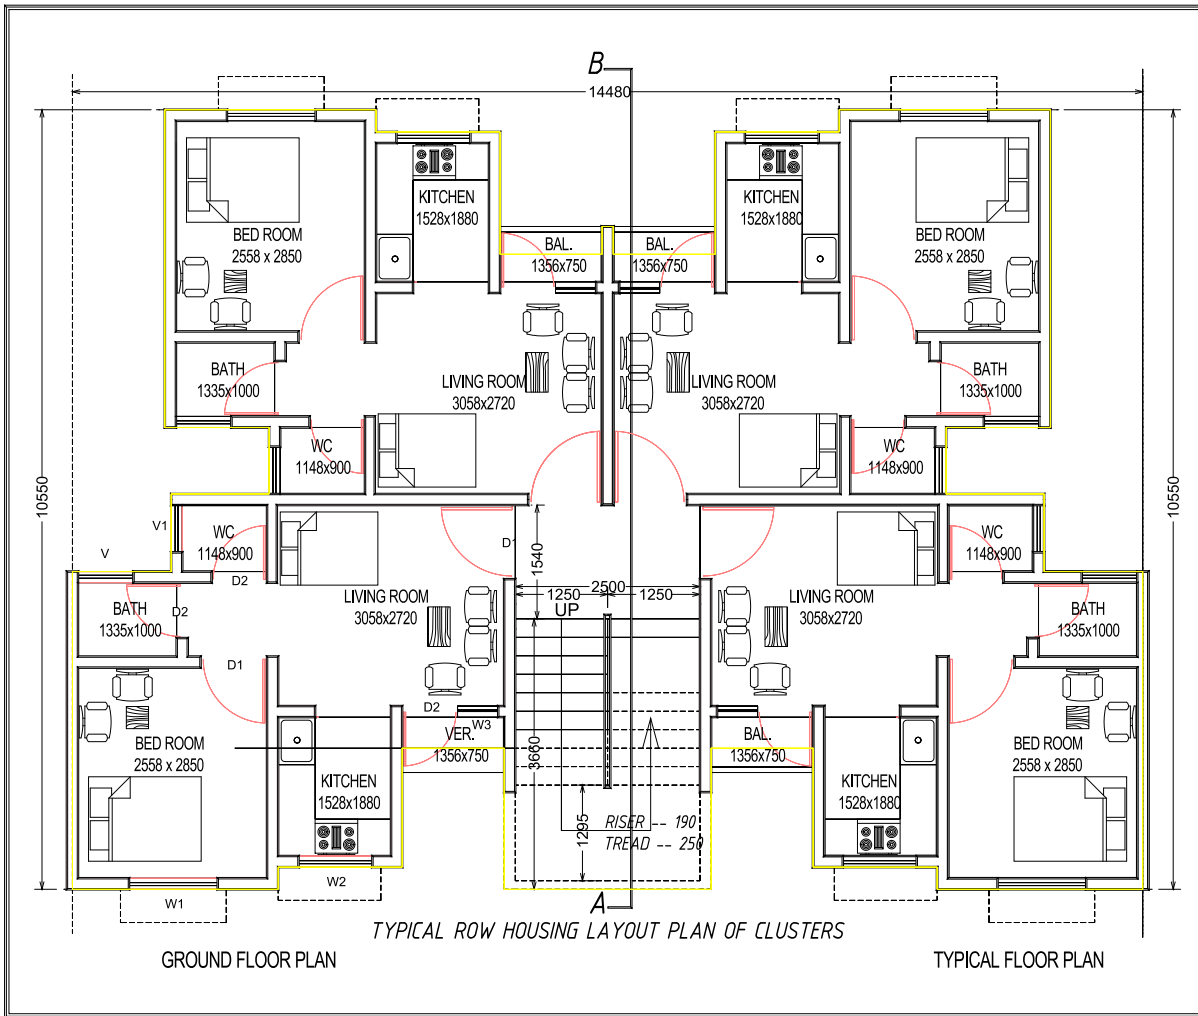 B
14480
KITCHEN
1528x1880
KITCHEN
1528x1880
BED ROOM
2558 x 2850
BAL.
1356x750
BAL.
1356x750
BED ROOM
2558 x 2850
BATH
1335x1000
LIVING ROOM
3058x2720
LIVING ROOM
3058x2720
BATH
1335x1000
WC
1148x900
WC
1148x900
10550
10550
V1
WC
1148x900
D1
1540
WC
1148x900
V
D2
2500
1250
1250
BATH
1335x1000
D2
LIVING ROOM
3058x2720
UP
LIVING ROOM
3058x2720
BATH
1335x1000
D1
D2
W3
BED ROOM
2558 x 2850
VER.
1356x750
3660
BAL.
1356x750
BED ROOM
2558 x 2850
KITCHEN
1528x1880
KITCHEN
1528x1880
1295
RISER -- 190
TREAD -- 250
W2
W1
A
TYPICAL ROW HOUSING LAYOUT PLAN OF CLUSTERS
GROUND FLOOR PLAN
TYPICAL FLOOR PLAN